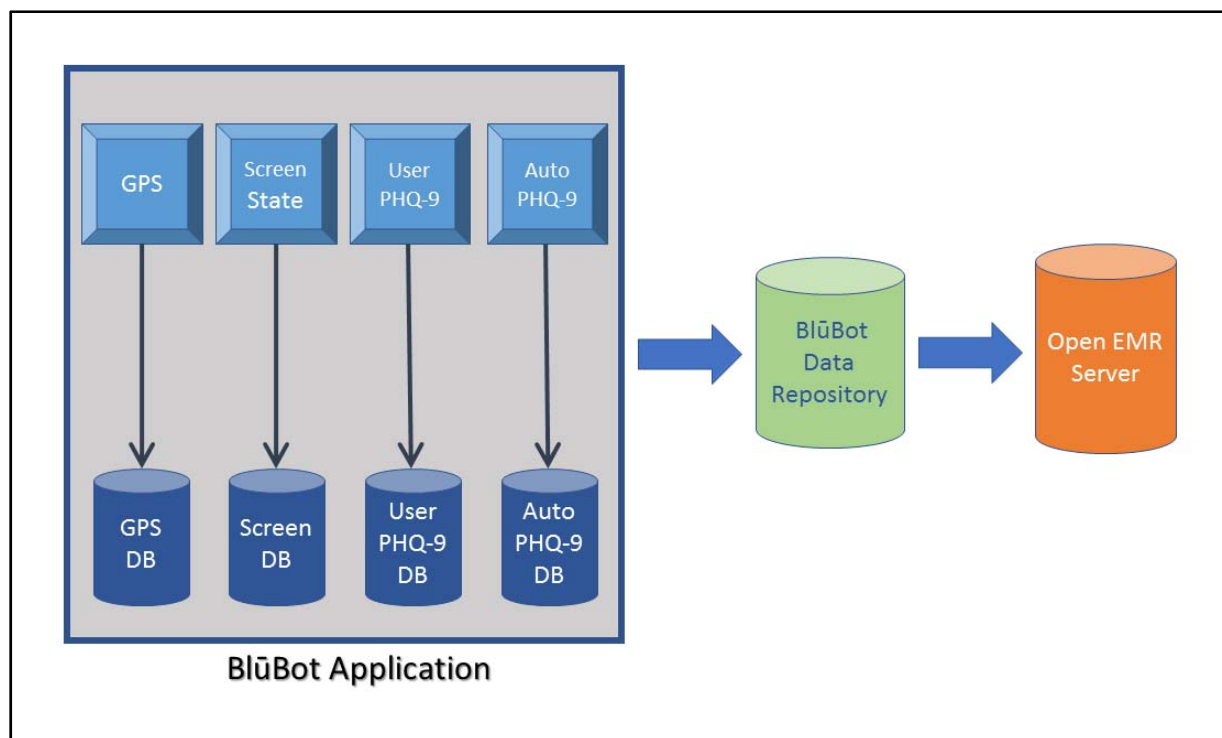 GPS
Screen
State
User
PHQ-9
Auto
PHQ-9
GPS
DB
Screen
DB
User
PHQ-9
DB
Auto
PHQ-9
DB
BlūBot Application
BlūBot
Data
Repository
Open EMR
Server